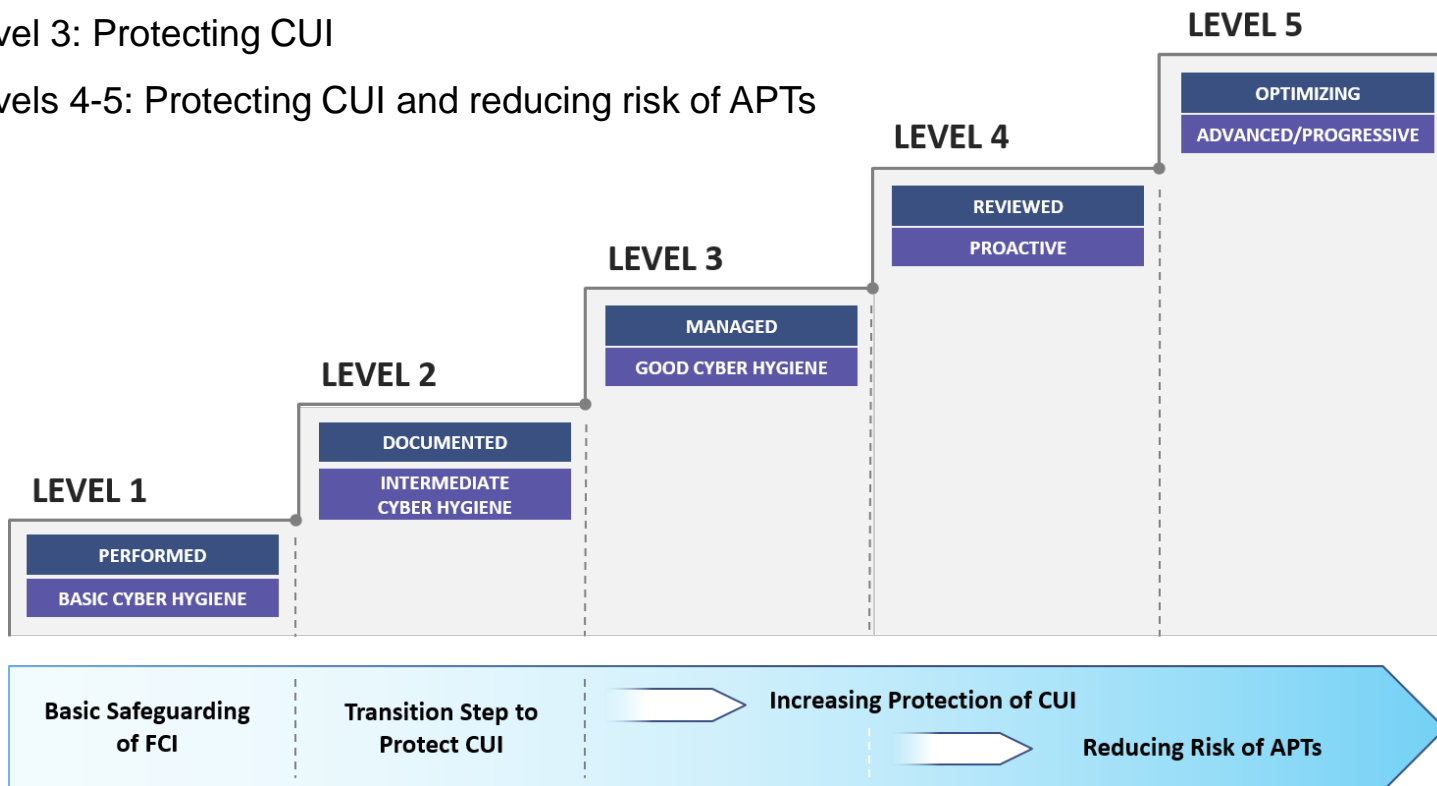 vel 3: Protecting CUI
vels 4-5: Protecting CUI and reducing risk of APTs
LEVEL 5
OPTIMIZING
ADVANCED/PROGRESSIVE
LEVEL 4
REVIEWED
PROACTIVE
LEVEL 3
MANAGED
GOOD CYBER HYGIENE
LEVEL 2
DOCUMENTED
INTERMEDIATE
CYBER HYGIENE
LEVEL 1
PERFORMED
BASIC CYBER HYGIENE
Basic Safeguarding
of FCI
Transition Step to
Protect CUI
Increasing Protection of CUI
Reducing Risk of APTs